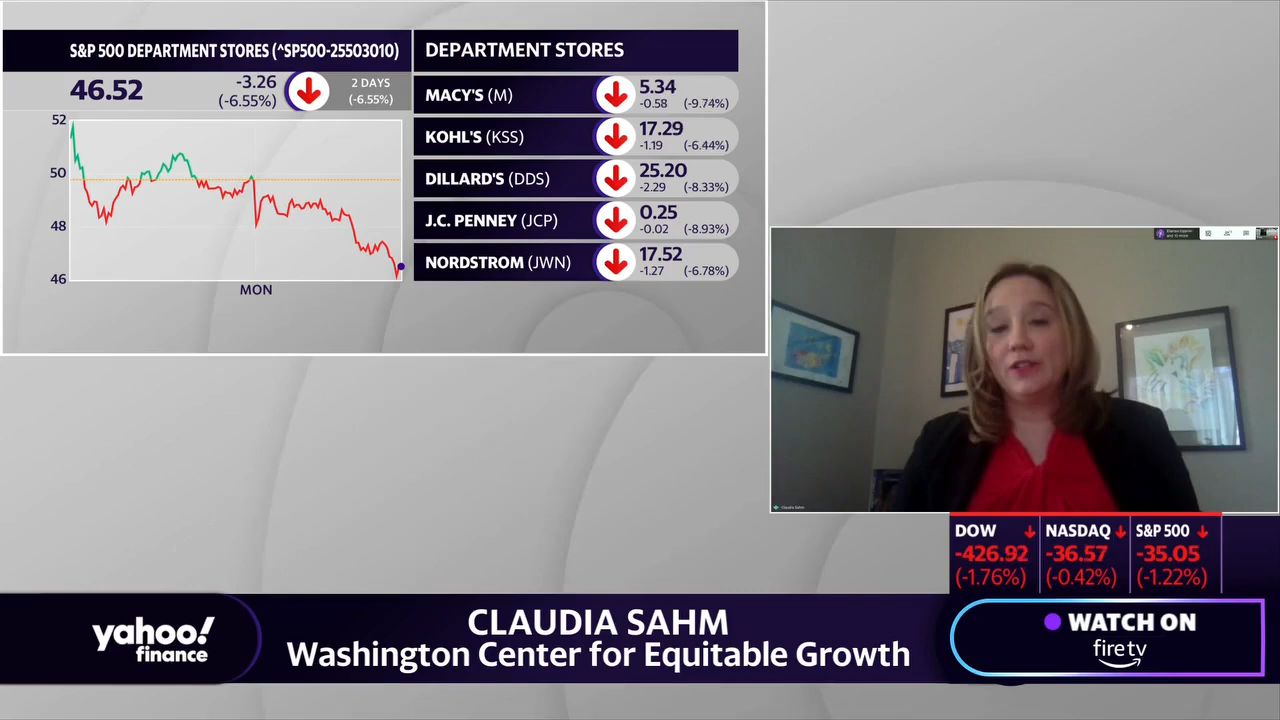 S&P 500 DEPARTMENT STORES (^SP500-25503010)
46.52
-3.26
(-6.55%)
2 DAYS
(-6.55%)
52
50
48
46
MON
DEPARTMENT STORES
MACY'S (M)
5.34
-0.58 (-9.74%)
KOHL'S (KSS)
17.29
-1.19 (-6.44%)
DILLARD'S (DDS)
25.20
-2.29 (-8.33%)
J.C. PENNEY (JCP)
0.25
-0.02 (-8.93%)
NORDSTROM (JWN)
17.52
-1.27 (-6.78%)
Claudia Sahm
DOW
-426.92
(-1.76%)
NASDAQ
-36.57
(-0.42%)
S&P 500
-35.05
(-1.22%)
yahoo!
finance
CLAUDIA SAHM
Washington Center for Equitable Growth
WATCH ON
firetv